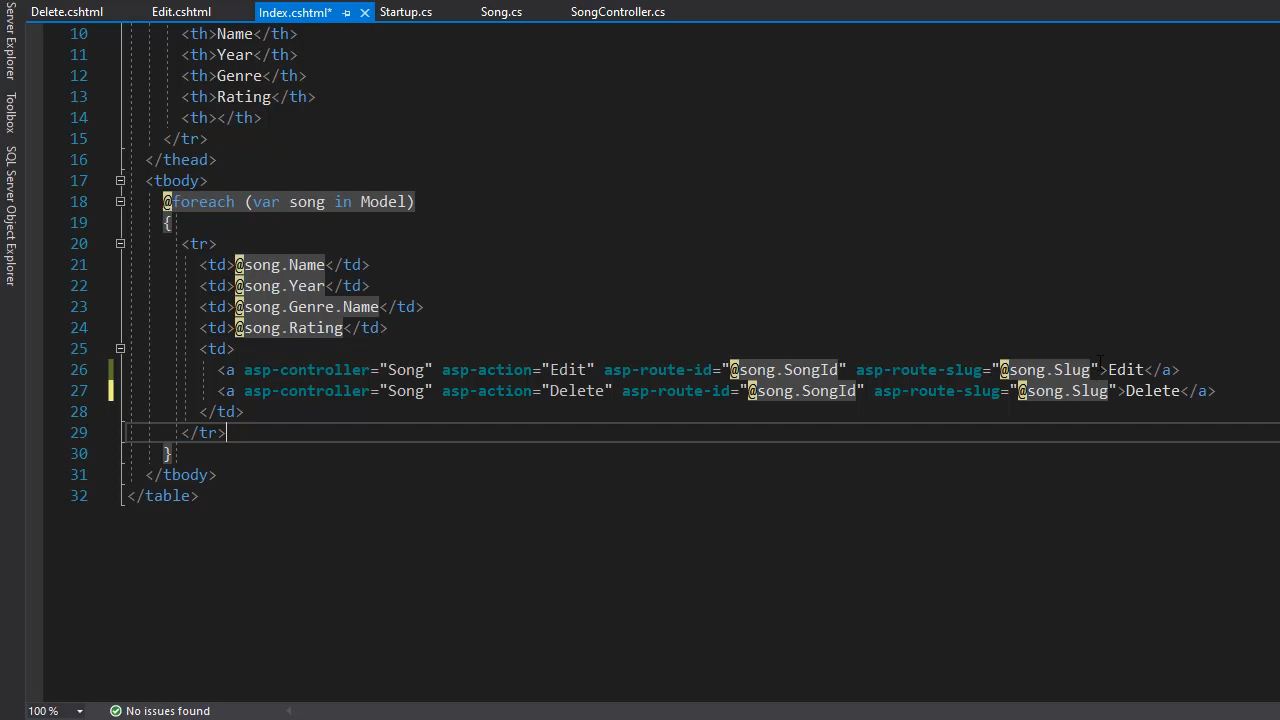 Delete.cshtml Edit.cshtml Index.cshtml* Startup.cs Song.cs SongController.cs
Server Explorer
Toolbox
SQL Server Object Explorer
10 <th>Name</th>
11 <th>Year</th>
12 <th>Genre</th>
13 <th>Rating</th>
14 <th></th>
15 </tr>
16 </thead>
17 <tbody>
18 @foreach (var song in Model)
19 {
20 <tr>
21 <td>@song.Name</td>
22 <td>@song.Year</td>
23 <td>@song.Genre.Name</td>
24 <td>@song.Rating</td>
25 <td>
26 <a asp-controller="Song" asp-action="Edit" asp-route-id="@song.SongId" asp-route-slug="@song.Slug">Edit</a>
27 <a asp-controller="Song" asp-action="Delete" asp-route-id="@song.SongId" asp-route-slug="@song.Slug">Delete</a>
28 </td>
29 </tr>
30 }
31 </tbody>
32 </table>
100 % No issues found